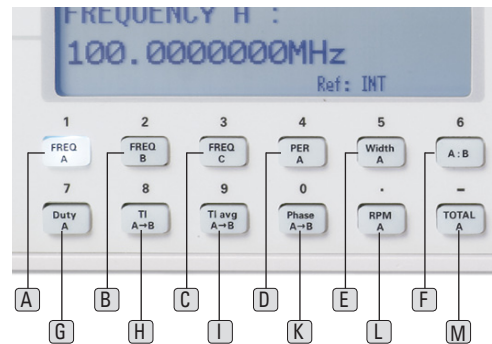 FREQUENCY A :
100.0000000MHz
Ref: INT
1 2 3 4 5 6
FREQ A FREQ B FREQ C PER A Width A A:B
7 8 9 0 . −
Duty A TI A→B TI avg A→B Phase A→B RPM A TOTAL A
A B C D E F
G H I K L M